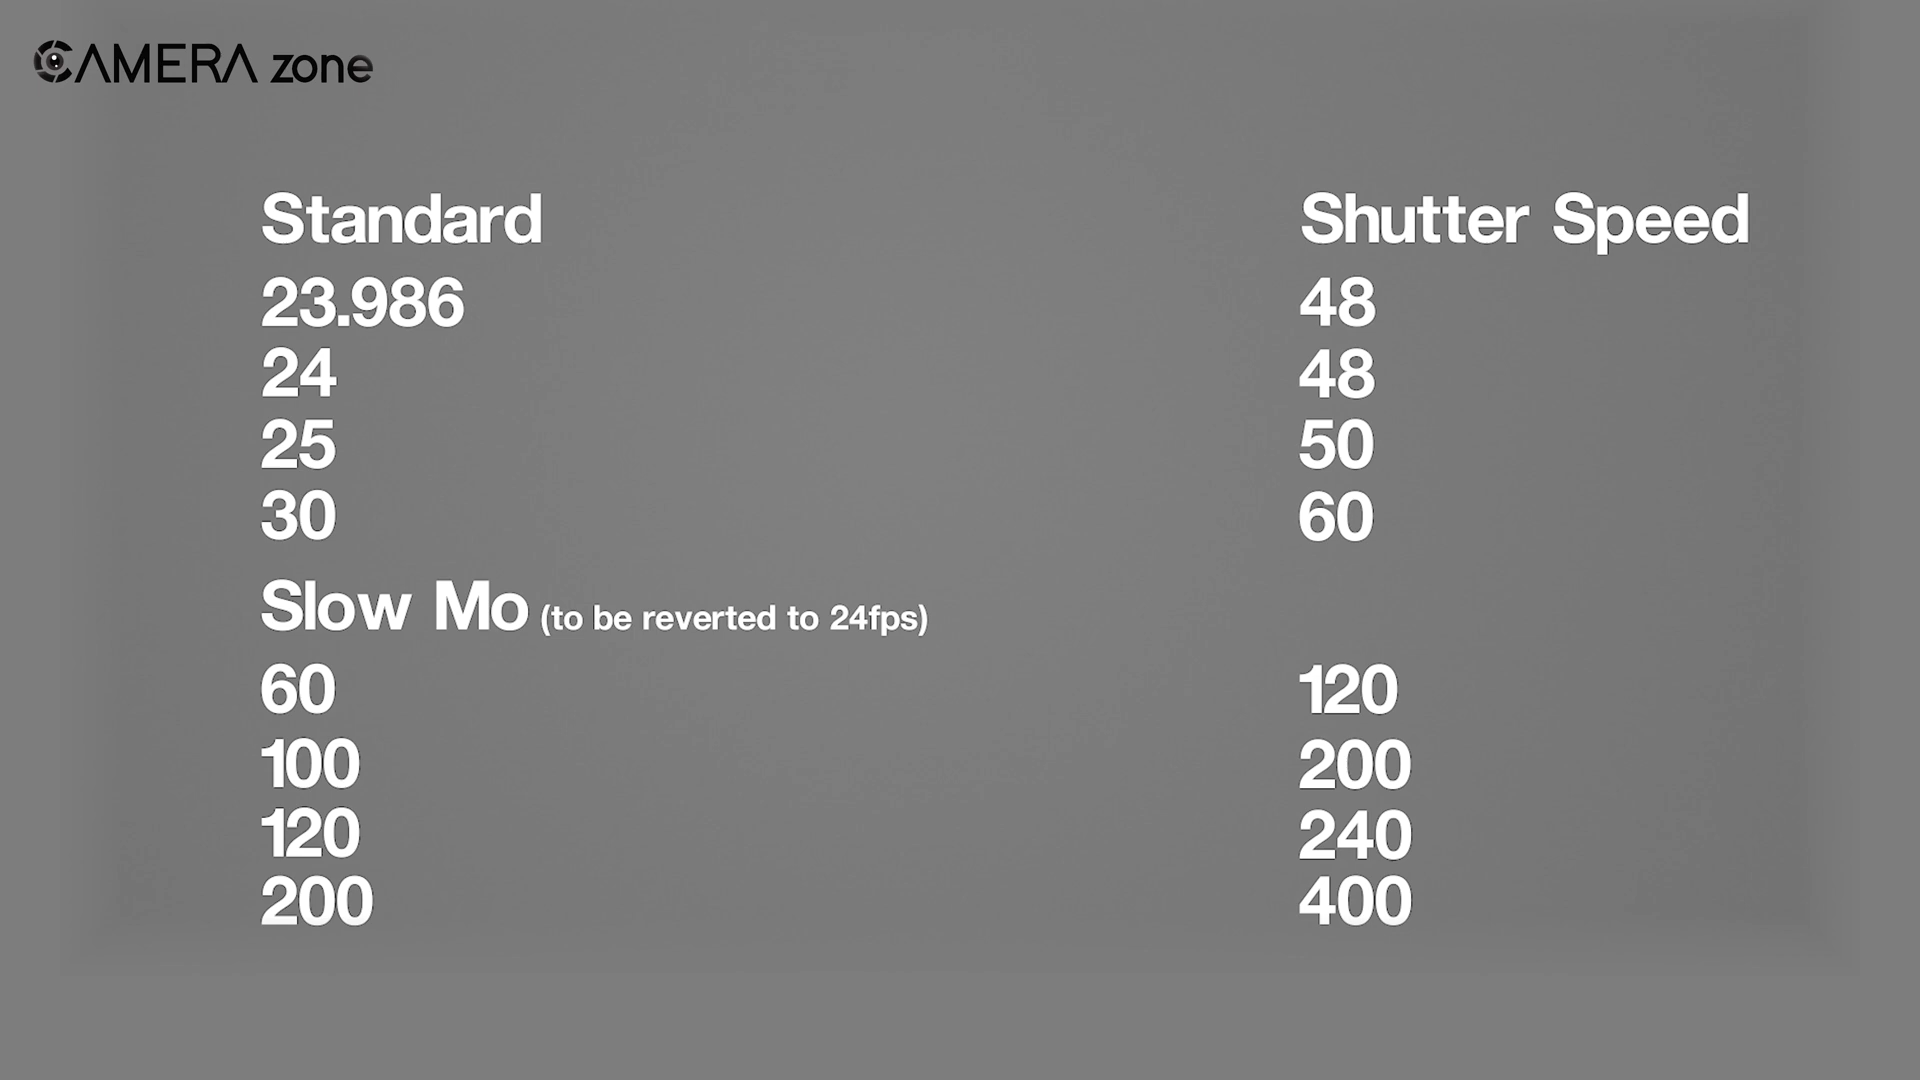 CAMERA zone
Standard Shutter Speed
23.986 48
24 48
25 50
30 60
Slow Mo (to be reverted to 24fps)
60 120
100 200
120 240
200 400